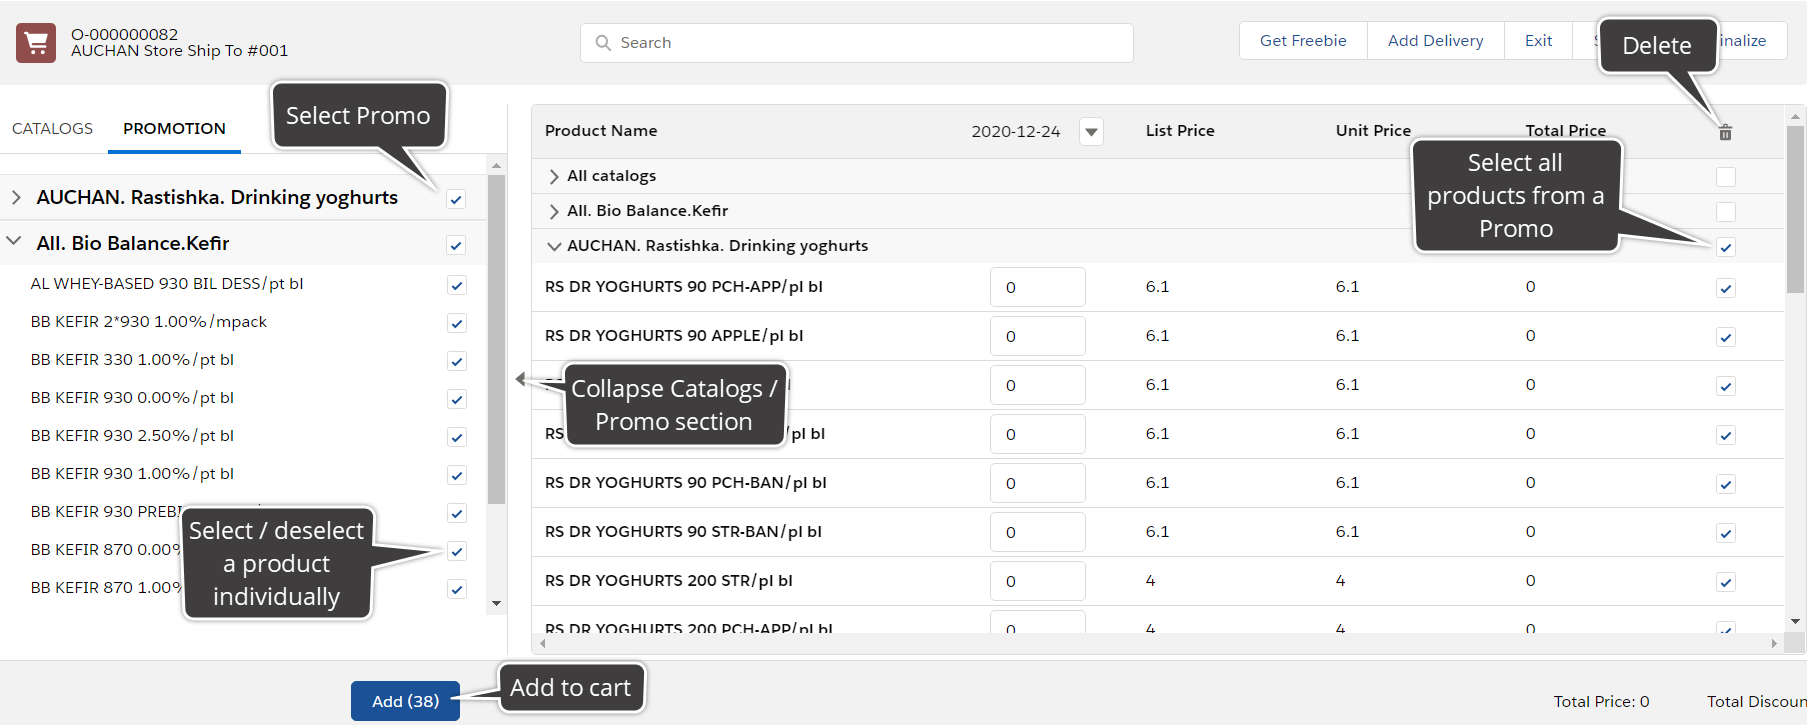 O-000000082
AUCHAN Store Ship To #001
Search
Get Freebie
Add Delivery
Exit
Delete
CATALOGS
PROMOTION
Select Promo
AUCHAN. Rastishka. Drinking yoghurts
All. Bio Balance.Kefir
AL WHEY-BASED 930 BIL DESS/pt bl
BB KEFIR 2*930 1.00%/mpack
BB KEFIR 330 1.00%/pt bl
BB KEFIR 930 0.00%/pt bl
BB KEFIR 930 2.50%/pt bl
BB KEFIR 930 1.00%/pt bl
BB KEFIR 930
BB KEFIR 870 0.00%
BB KEFIR 870 1.00%
Select / deselect
a product
individually
Collapse Catalogs /
Promo section
Product Name 2020-12-24 List Price Unit Price Total Price
Select all
products from a
Promo
All catalogs
All. Bio Balance.Kefir
AUCHAN. Rastishka. Drinking yoghurts
RS DR YOGHURTS 90 PCH-APP/pl bl 0 6.1 6.1 0
RS DR YOGHURTS 90 APPLE/pl bl 0 6.1 6.1 0
0 6.1 6.1 0
RS /pl bl 0 6.1 6.1 0
RS DR YOGHURTS 90 PCH-BAN/pl bl 0 6.1 6.1 0
RS DR YOGHURTS 90 STR-BAN/pl bl 0 6.1 6.1 0
RS DR YOGHURTS 200 STR/pl bl 0 4 4 0
RS DR YOGHURTS 200 PCH-APP/pl bl 0 4 4 0
Add (38)
Add to cart
Total Price: 0
Total Discoun